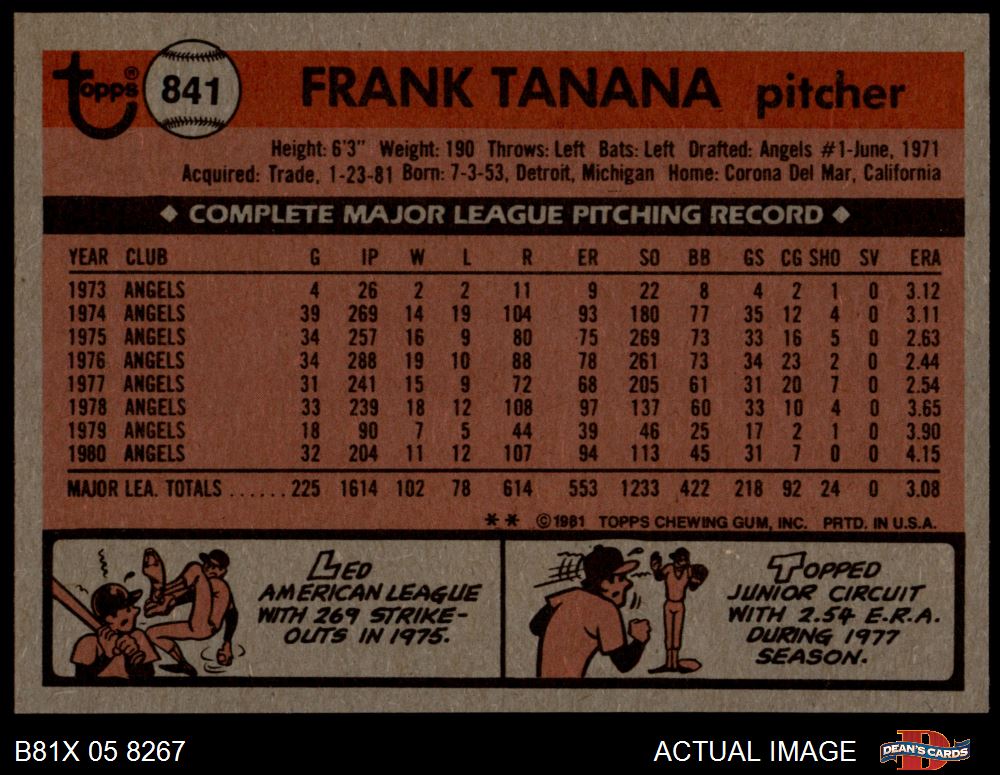 Topps® 841 FRANK TANANA pitcher
Height: 6'3" Weight: 190 Throws: Left Bats: Left Drafted: Angels #1-June, 1971
Acquired: Trade, 1-23-81 Born: 7-3-53, Detroit, Michigan Home: Corona Del Mar, California
◆ COMPLETE MAJOR LEAGUE PITCHING RECORD ◆
YEAR CLUB G IP W L R ER SO BB GS CG SHO SV ERA
1973 ANGELS 4 26 2 2 11 9 22 8 4 2 1 0 3.12
1974 ANGELS 39 269 14 19 104 93 180 77 35 12 4 0 3.11
1975 ANGELS 34 257 16 9 80 75 269 73 33 16 5 0 2.63
1976 ANGELS 34 288 19 10 88 78 261 73 34 23 2 0 2.44
1977 ANGELS 31 241 15 9 72 68 205 61 31 20 7 0 2.54
1978 ANGELS 33 239 18 12 108 97 137 60 33 10 4 0 3.65
1979 ANGELS 18 90 7 5 44 39 46 25 17 2 1 0 3.90
1980 ANGELS 32 204 11 12 107 94 113 45 31 7 0 0 4.15
MAJOR LEA. TOTALS ...... 225 1614 102 78 614 553 1233 422 218 92 24 0 3.08
** ©1981 TOPPS CHEWING GUM, INC. PRTD. IN U.S.A.
LED
AMERICAN LEAGUE
WITH 269 STRIKE-
OUTS IN 1975.
TOPPED
JUNIOR CIRCUIT
WITH 2.54 E.R.A.
DURING 1977
SEASON.
B81X 05 8267 ACTUAL IMAGE DEAN'S CARDS